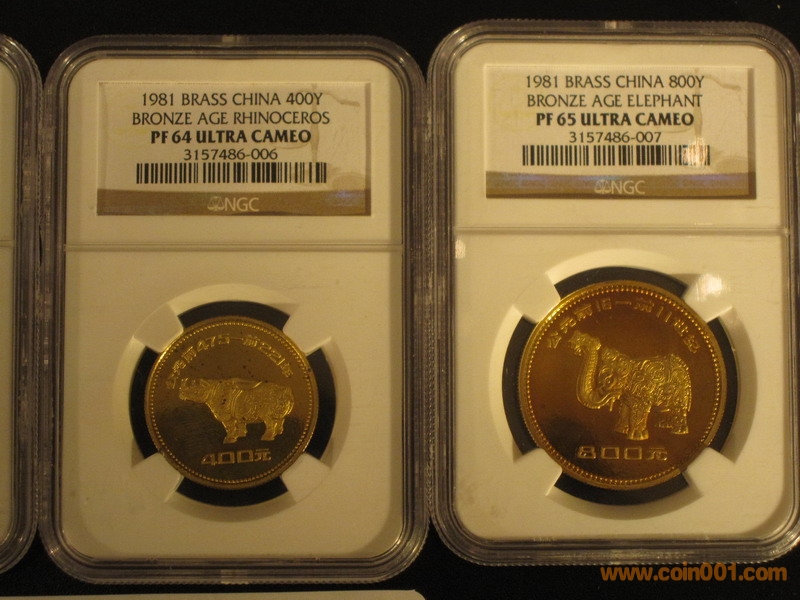 1981 BRASS CHINA 400Y
BRONZE AGE RHINOCEROS
PF 64 ULTRA CAMEO
3157486-006
NGC
400元
1981 BRASS CHINA 800Y
BRONZE AGE ELEPHANT
PF 65 ULTRA CAMEO
3157486-007
NGC
800元
www.coin001.com